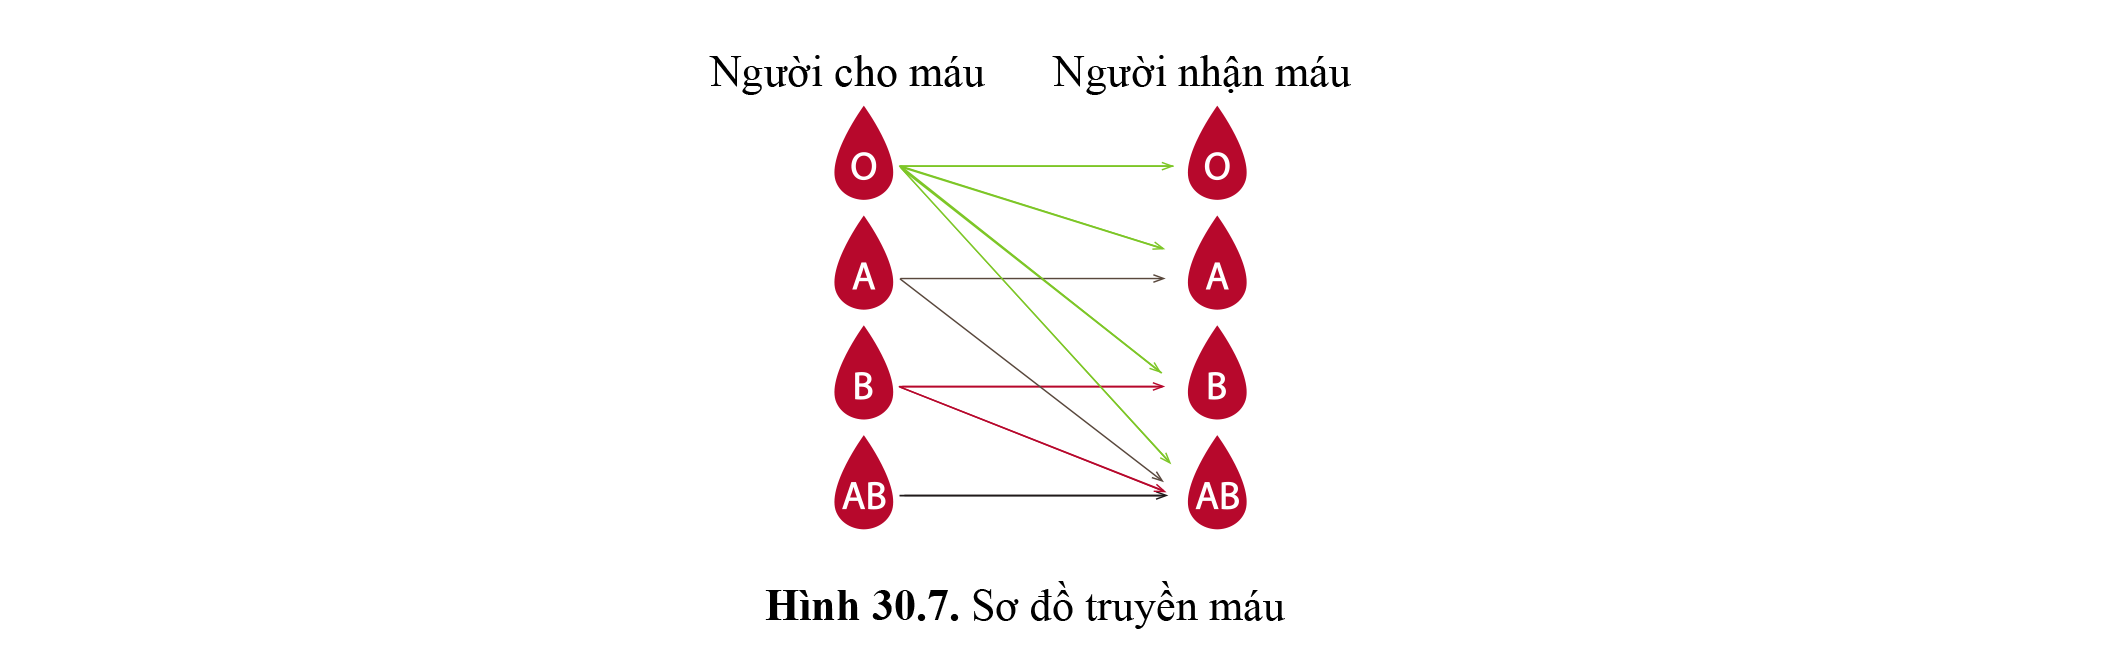 Người cho máu Người nhận máu
O O
A A
B B
AB AB
Hình 30.7. Sơ đồ truyền máu